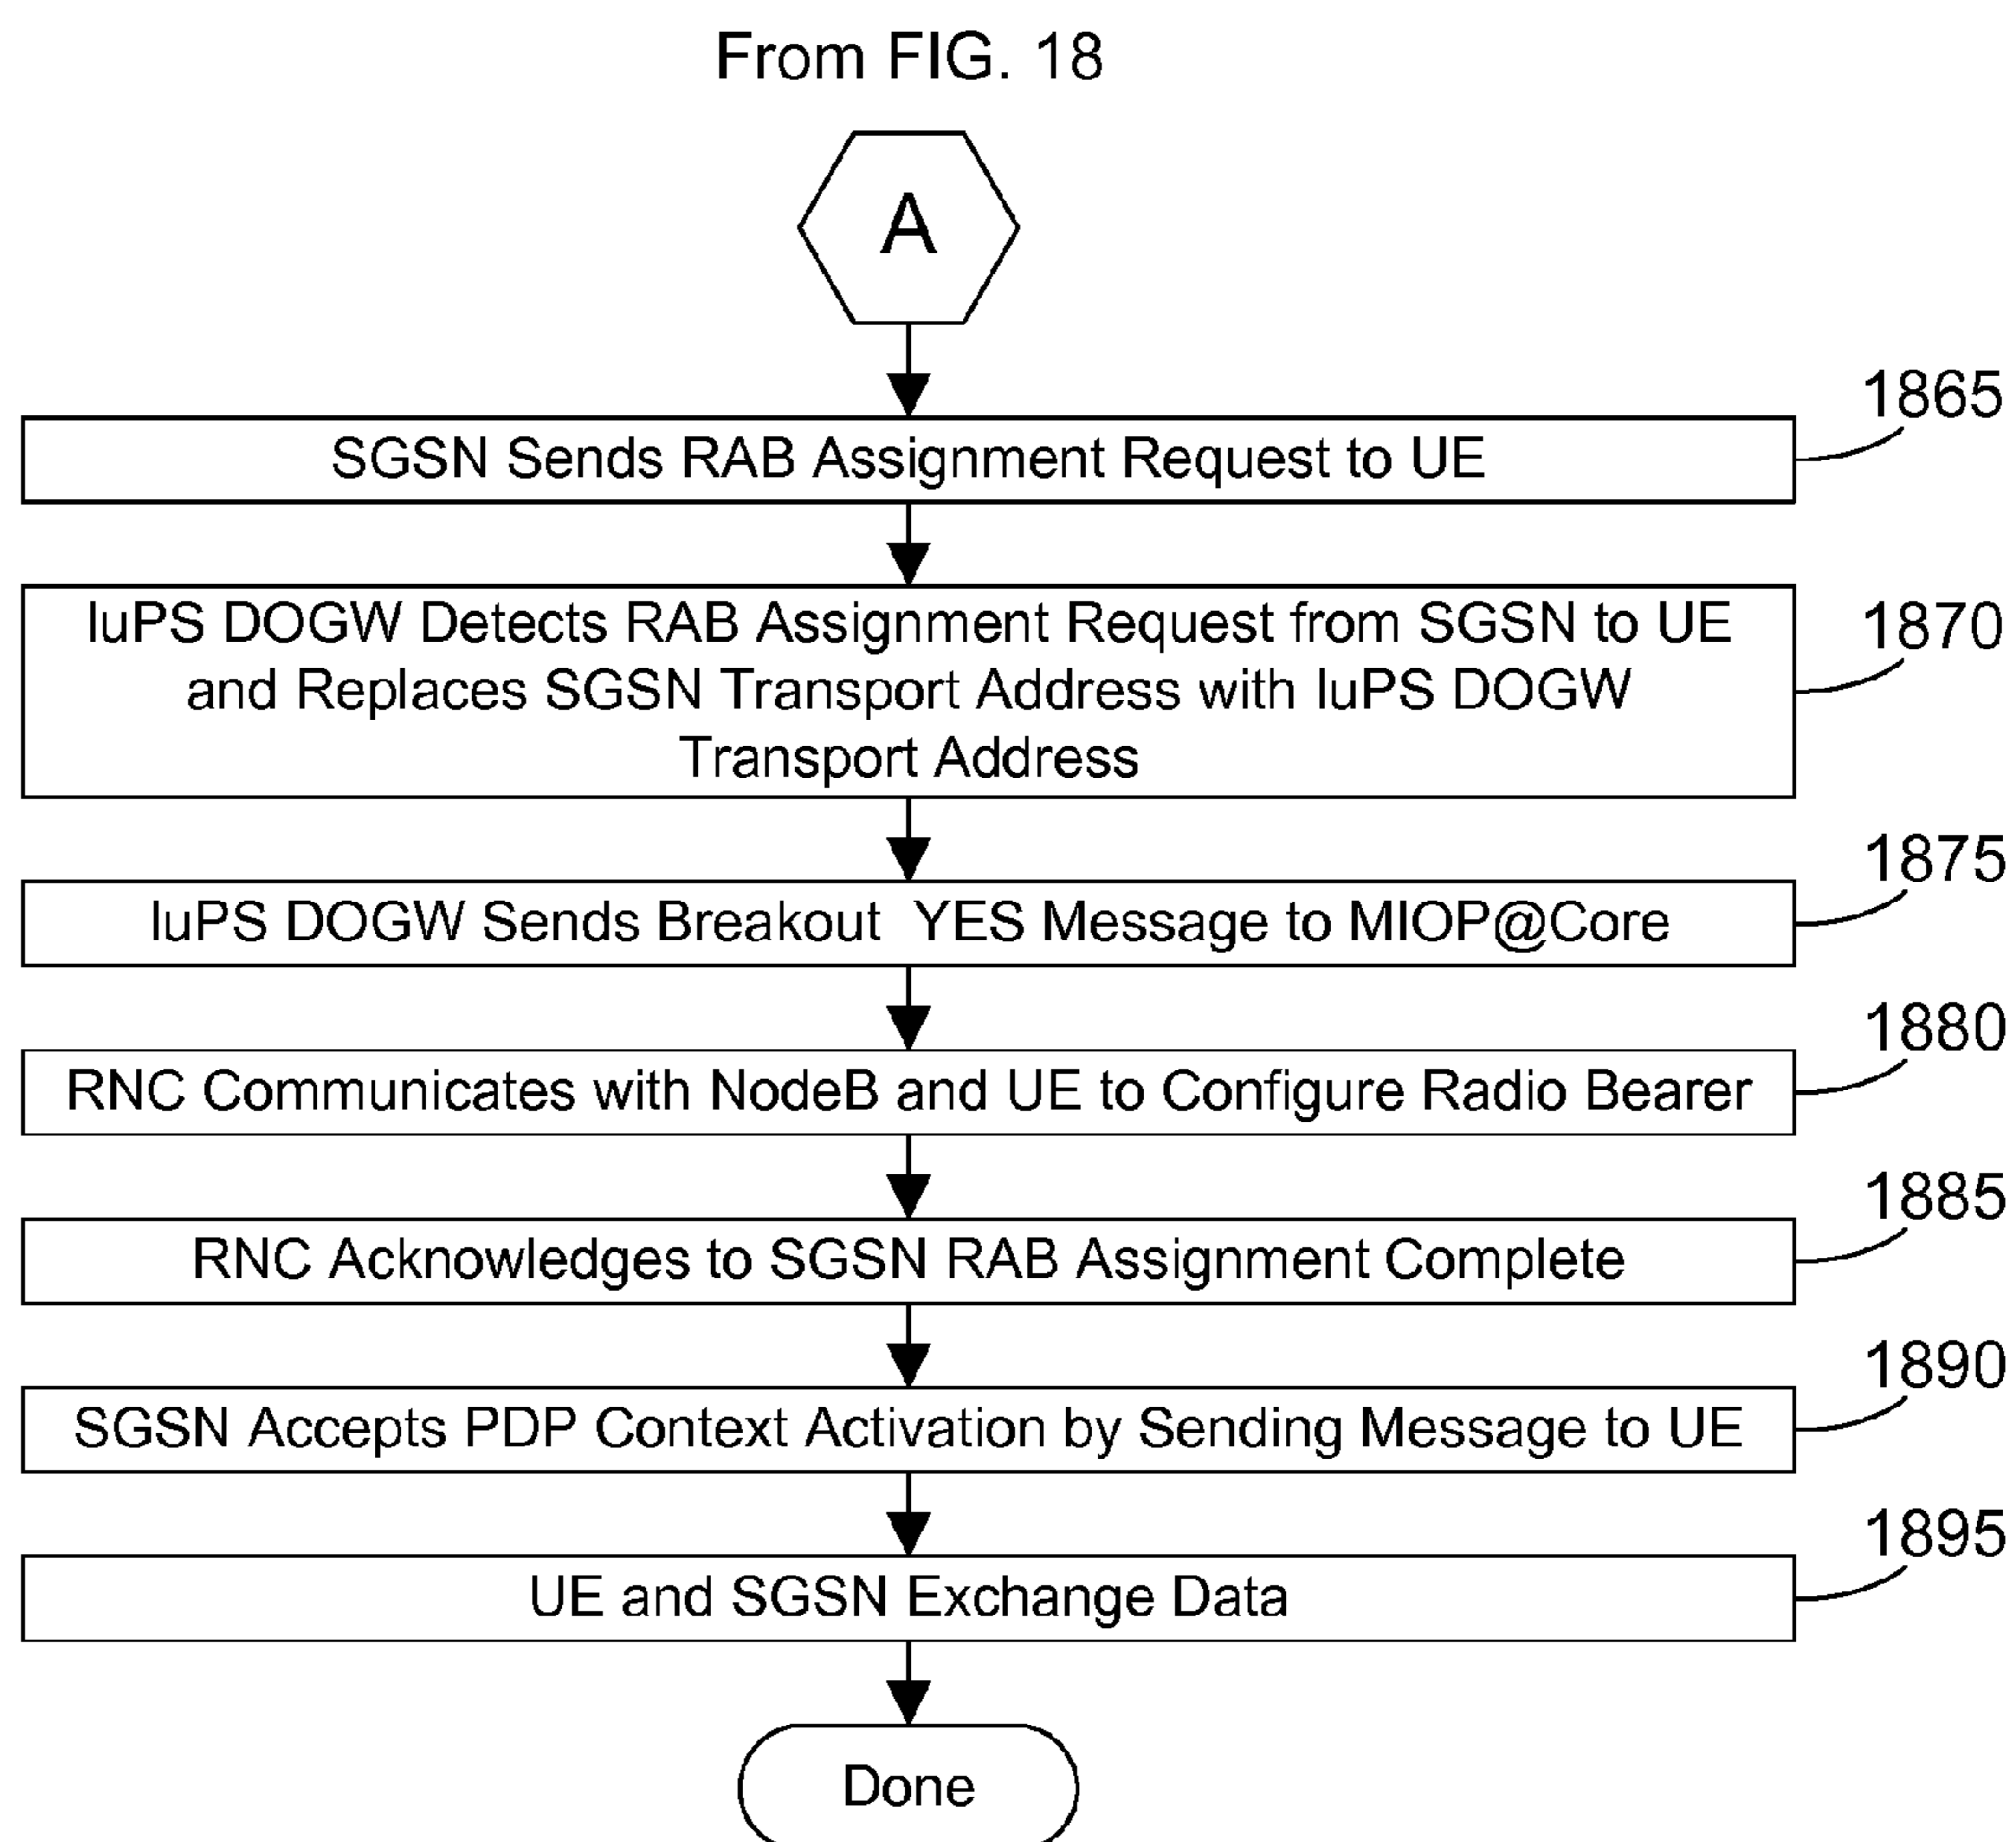 From FIG. 18
A
1865
SGSN Sends RAB Assignment Request to UE
1870
IuPS DOGW Detects RAB Assignment Request from SGSN to UE
and Replaces SGSN Transport Address with IuPS DOGW
Transport Address
1875
IuPS DOGW Sends Breakout YES Message to MIOP@Core
1880
RNC Communicates with NodeB and UE to Configure Radio Bearer
1885
RNC Acknowledges to SGSN RAB Assignment Complete
1890
SGSN Accepts PDP Context Activation by Sending Message to UE
1895
UE and SGSN Exchange Data
Done